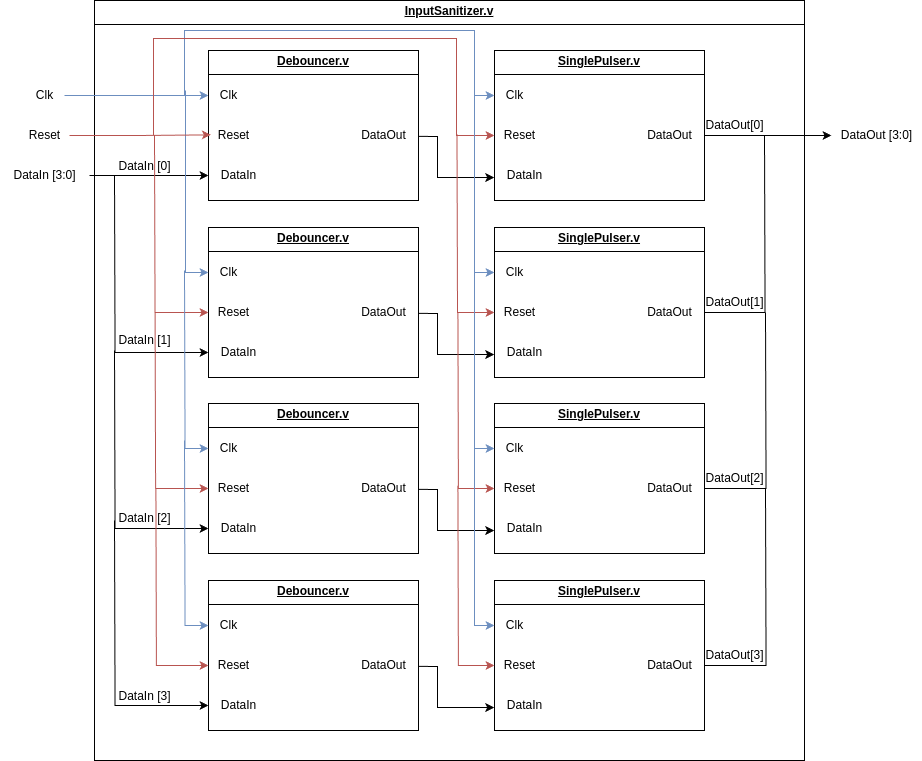 InputSanitizer.v
Debouncer.v
SinglePulser.v
Clk
Clk
Clk
DataOut[0]
Reset
Reset
DataOut
Reset
DataOut
DataOut [3:0]
DataIn [0]
DataIn [3:0]
DataIn
DataIn
Debouncer.v
SinglePulser.v
Clk
Clk
DataOut[1]
Reset
DataOut
Reset
DataOut
DataIn [1]
DataIn
DataIn
Debouncer.v
SinglePulser.v
Clk
Clk
DataOut[2]
Reset
DataOut
Reset
DataOut
DataIn [2]
DataIn
DataIn
Debouncer.v
SinglePulser.v
Clk
Clk
DataOut[3]
Reset
DataOut
Reset
DataOut
DataIn [3]
DataIn
DataIn